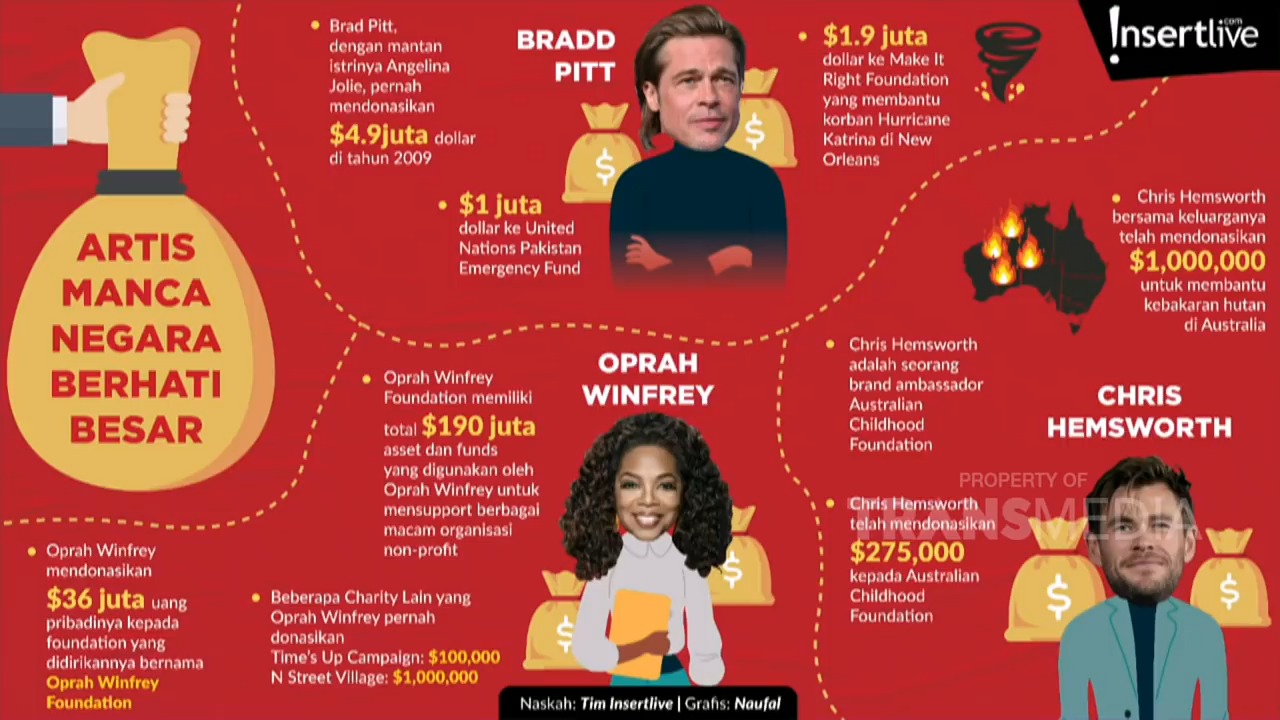 ARTIS
MANCA
NEGARA
BERHATI
BESAR
Brad Pitt,
dengan mantan
istrinya Angelina
Jolie, pernah
mendonasikan
$4.9juta dollar
di tahun 2009
BRADD
PITT
$1 juta
dollar ke United
Nations Pakistan
Emergency Fund
$1.9 juta
dollar ke Make It
Right Foundation
yang membantu
korban Hurricane
Katrina di New
Orleans
Insertlive
.com
Chris Hemsworth
bersama keluarganya
telah mendonasikan
$1,000,000
untuk membantu
kebakaran hutan
di Australia
Chris Hemsworth
adalah seorang
brand ambassador
Australian
Childhood
Foundation
CHRIS
HEMSWORTH
Chris Hemsworth
telah mendonasikan
$275,000
kepada Australian
Childhood
Foundation
PROPERTY OF
TRANSMEDIA
OPRAH
WINFREY
Oprah Winfrey
Foundation memiliki
total $190 juta
asset dan funds
yang digunakan oleh
Oprah Winfrey untuk
mensupport berbagai
macam organisasi
non-profit
Oprah Winfrey
mendonasikan
$36 juta uang
pribadinya kepada
foundation yang
didirikannya bernama
Oprah Winfrey
Foundation
Beberapa Charity Lain yang
Oprah Winfrey pernah
donasikan
Time's Up Campaign: $100,000
N Street Village: $1,000,000
$
$
$
$
$
$
Naskah: Tim Insertlive | Grafis: Naufal